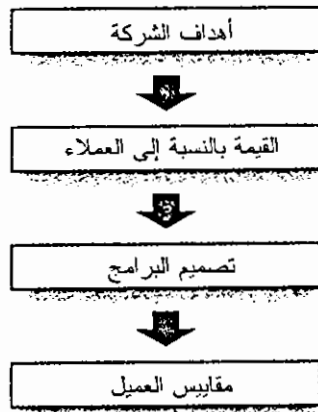 أهداف الشركة
القيمة بالنسبة إلى العملاء
تصميم البرامج
مقاييس العميل